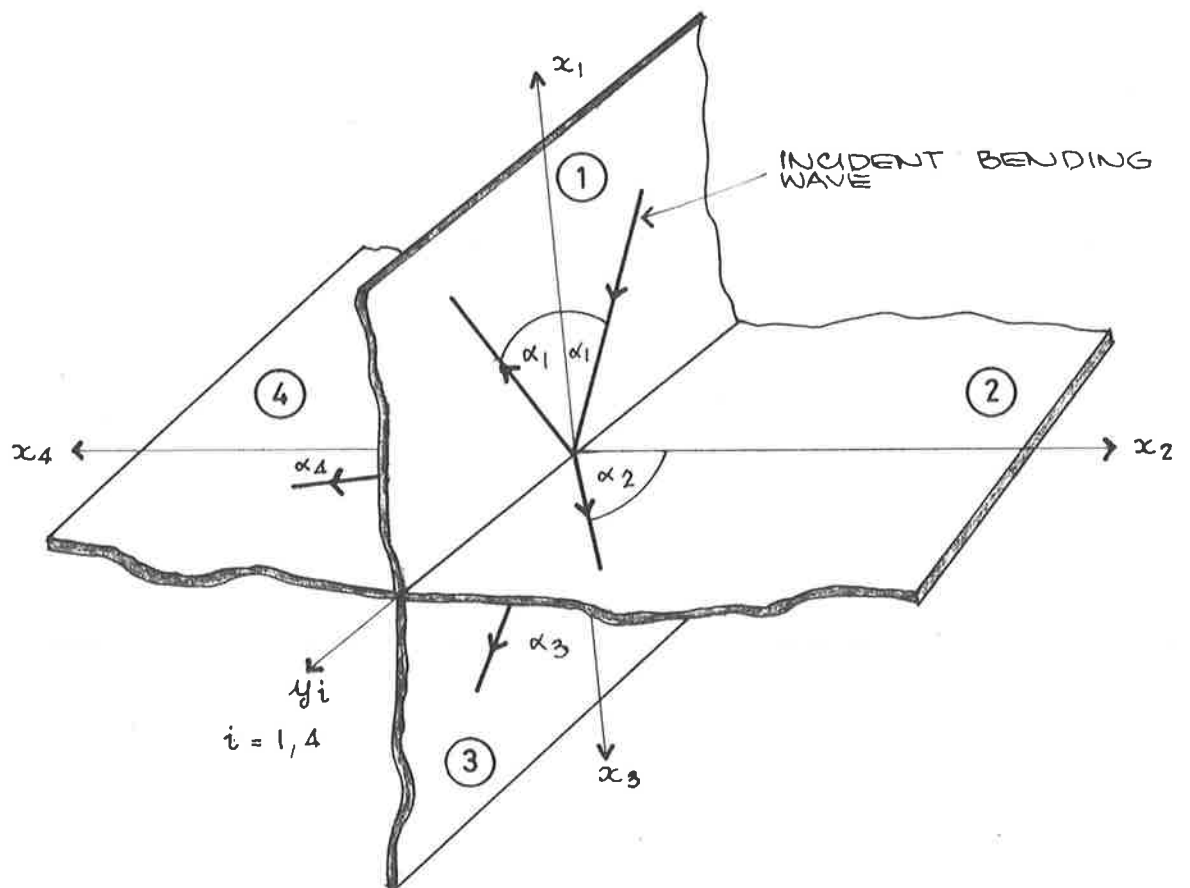 x₁
①
INCIDENT BENDING
WAVE
α₁ α₁
④
②
x₄
x₂
α₄
α₂
α₃
yᵢ
i = 1, 4
③
x₃